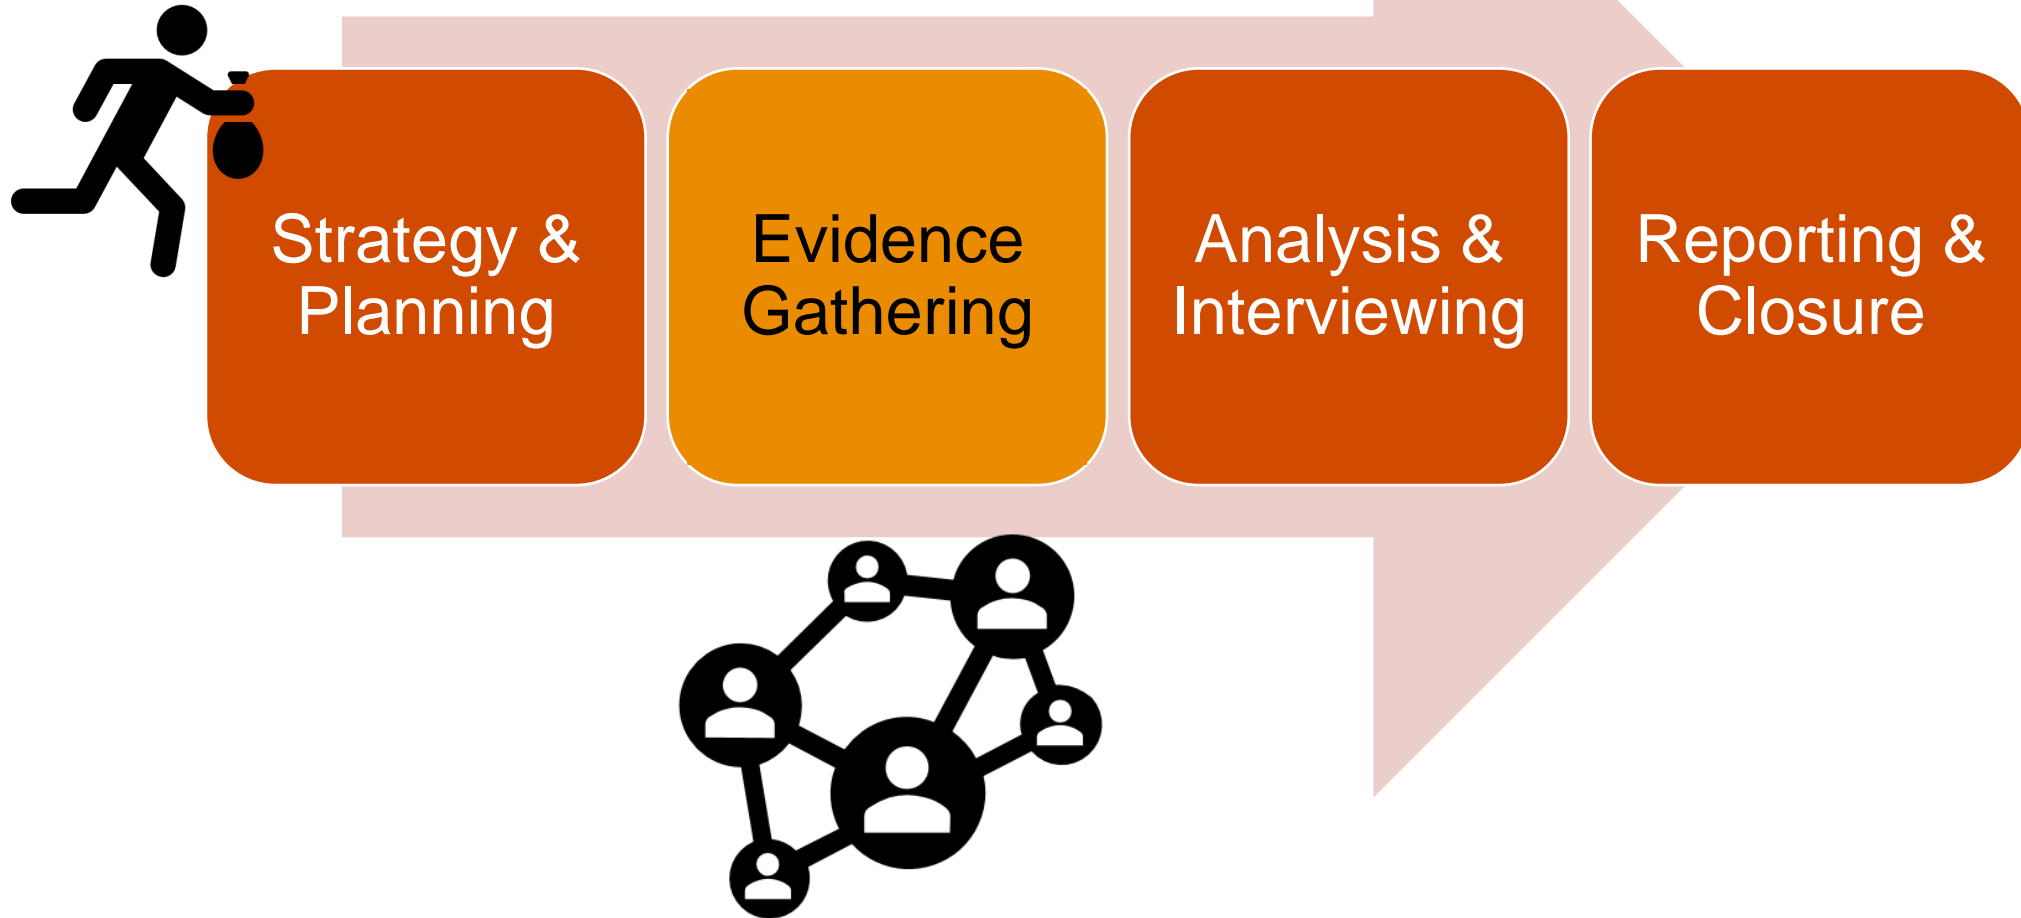 Strategy &
Planning
Evidence
Gathering
Analysis &
Interviewing
Reporting &
Closure